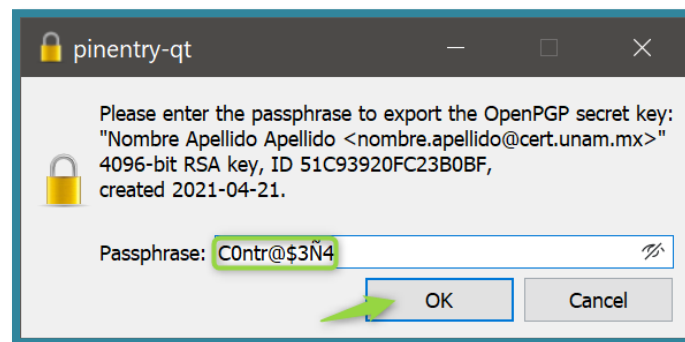 pinentry-qt
Please enter the passphrase to export the OpenPGP secret key:
"Nombre Apellido Apellido <nombre.apellido@cert.unam.mx>"
4096-bit RSA key, ID 51C93920FC23B0BF,
created 2021-04-21.
Passphrase: C0ntr@$3Ñ4
OK Cancel